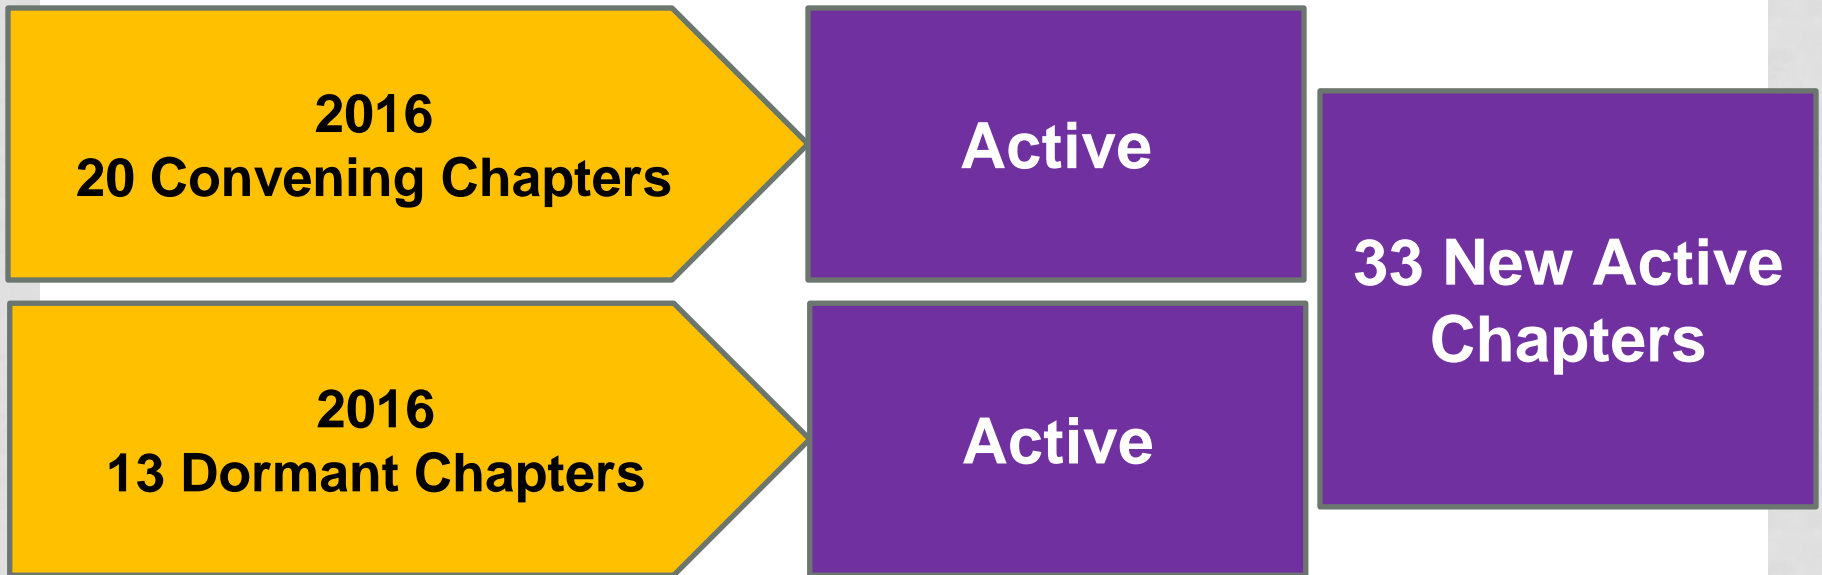 2016
20 Convening Chapters
Active
33 New Active
Chapters
2016
13 Dormant Chapters
Active